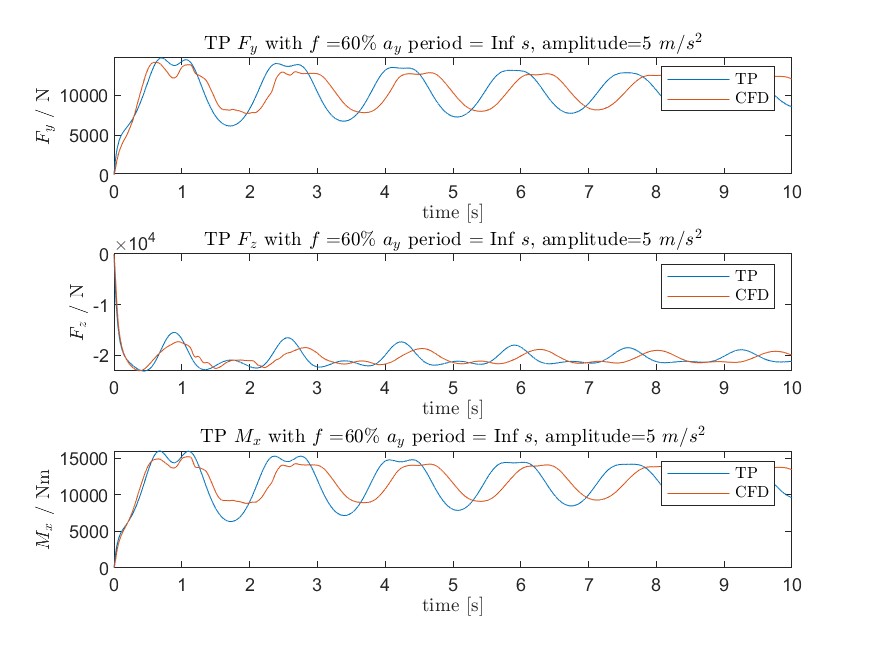 TP F_y with f =60% a_y period = Inf s, amplitude=5 m/s^2
10000
5000
0
F_y / N
TP
CFD
0 1 2 3 4 5 6 7 8 9 10
time [s]
TP F_z with f =60% a_y period = Inf s, amplitude=5 m/s^2
×10^4
0
-1
-2
F_z / N
TP
CFD
0 1 2 3 4 5 6 7 8 9 10
time [s]
TP M_x with f =60% a_y period = Inf s, amplitude=5 m/s^2
15000
10000
5000
0
M_x / Nm
TP
CFD
0 1 2 3 4 5 6 7 8 9 10
time [s]